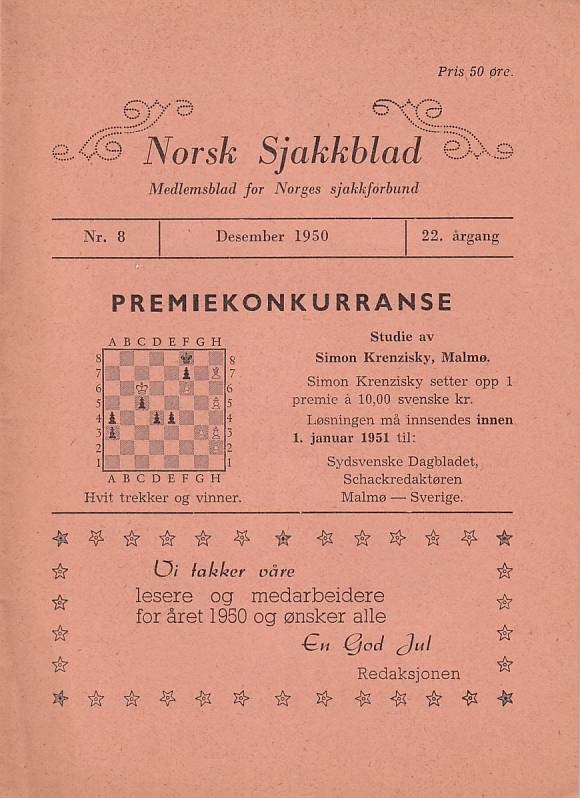 Pris 50 øre.
Norsk Sjakkblad
Medlemsblad for Norges sjakkforbund
Nr. 8
Desember 1950
22. årgang
PREMIEKONKURRANSE
A B C D E F G H
8 8
7 7
6 6
5 5
4 4
3 3
2 2
1 1
A B C D E F G H
Hvit trekker og vinner.
Studie av
Simon Krenzisky, Malmø.
Simon Krenzisky setter opp 1
premie à 10,00 svenske kr.
Løsningen må innsendes innen
1. januar 1951 til:
Sydsvenske Dagbladet,
Schackredaktøren
Malmø — Sverige.
Vi takker våre
lesere og medarbeidere
for året 1950 og ønsker alle
En God Jul
Redaksjonen